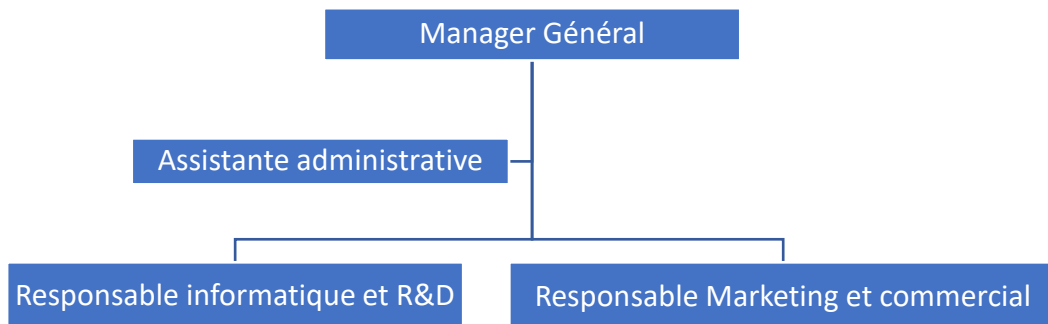 Manager Général
Assistante administrative
Responsable informatique et R&D
Responsable Marketing et commercial